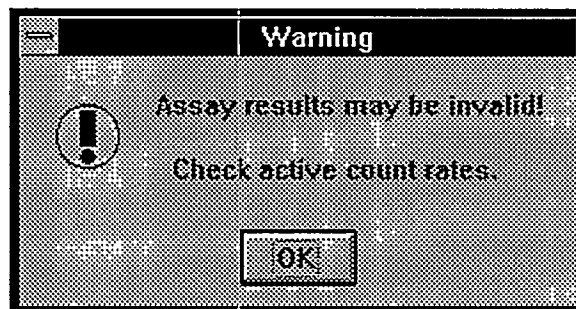 Warning
Assay results may be invalid!
Check active count rates.
OK